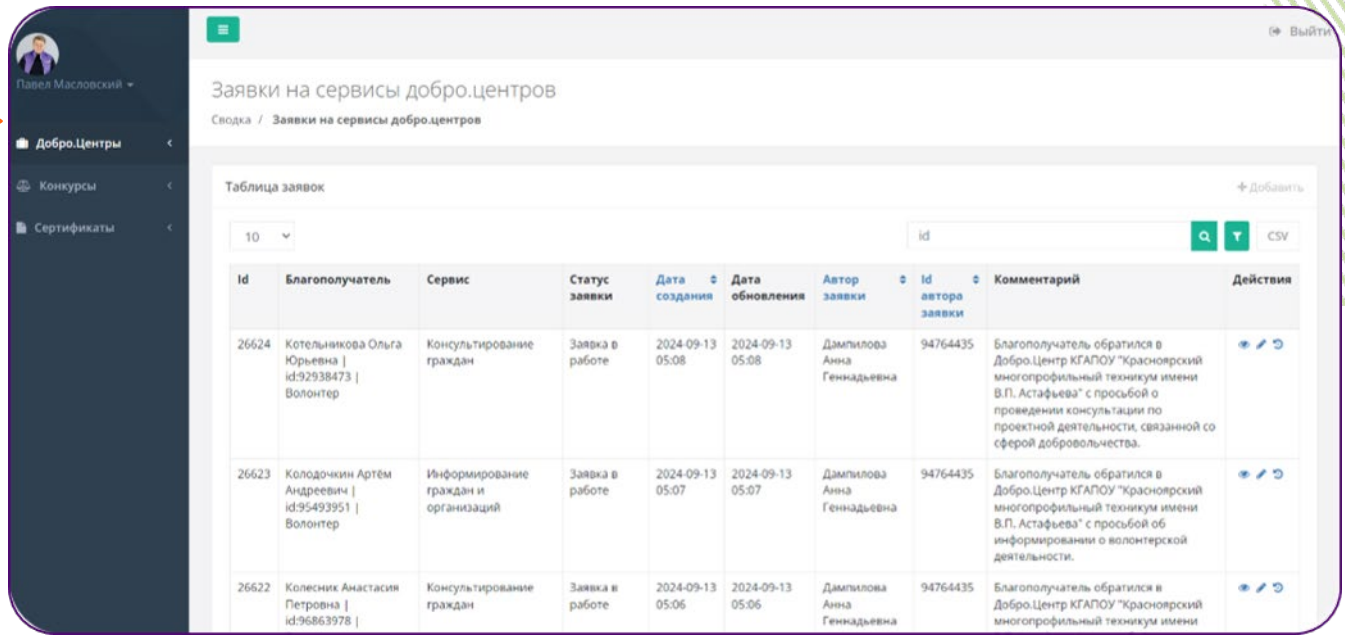 Выйти
Павел Масловский
Добро.Центры
Конкурсы
Сертификаты
Заявки на сервисы добро.центров
Сводка / Заявки на сервисы добро.центров
Таблица заявок
+ Добавить
10
id
CSV
Id
Благополучатель
Сервис
Статус
заявки
Дата
создания
Дата
обновления
Автор
заявки
Id
автора
заявки
Комментарий
Действия
26624
Котельникова Ольга
Юрьевна |
id:92938473 |
Волонтер
Консультирование
граждан
Заявка в
работе
2024-09-13
05:08
2024-09-13
05:08
Дампилова
Анна
Геннадьевна
94764435
Благополучатель обратился в
Добро.Центр КГАПОУ "Красноярский
многопрофильный техникум имени
В.П. Астафьева" с просьбой о
проведении консультации по
проектной деятельности, связанной со
сферой добровольчества.
26623
Колодочкин Артём
Андреевич |
id:95493951 |
Волонтер
Информирование
граждан и
организаций
Заявка в
работе
2024-09-13
05:07
2024-09-13
05:07
Дампилова
Анна
Геннадьевна
94764435
Благополучатель обратился в
Добро.Центр КГАПОУ "Красноярский
многопрофильный техникум имени
В.П. Астафьева" с просьбой об
информировании о волонтерской
деятельности.
26622
Колесник Анастасия
Петровна |
id:96863978 |
Консультирование
граждан
Заявка в
работе
2024-09-13
05:06
2024-09-13
05:06
Дампилова
Анна
Геннадьевна
94764435
Благополучатель обратился в
Добро.Центр КГАПОУ "Красноярский
многопрофильный техникум имени